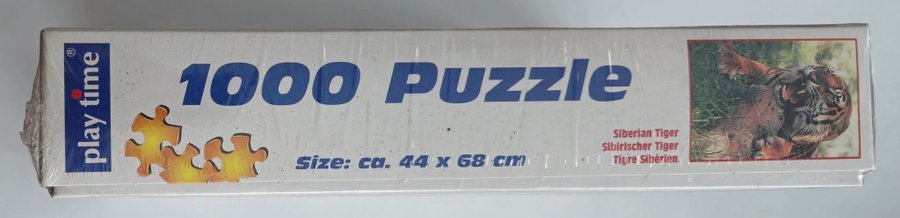 play time®
1000 Puzzle
Size: ca. 44 x 68 cm
Siberian Tiger
Sibirischer Tiger
Tigre Sibérien